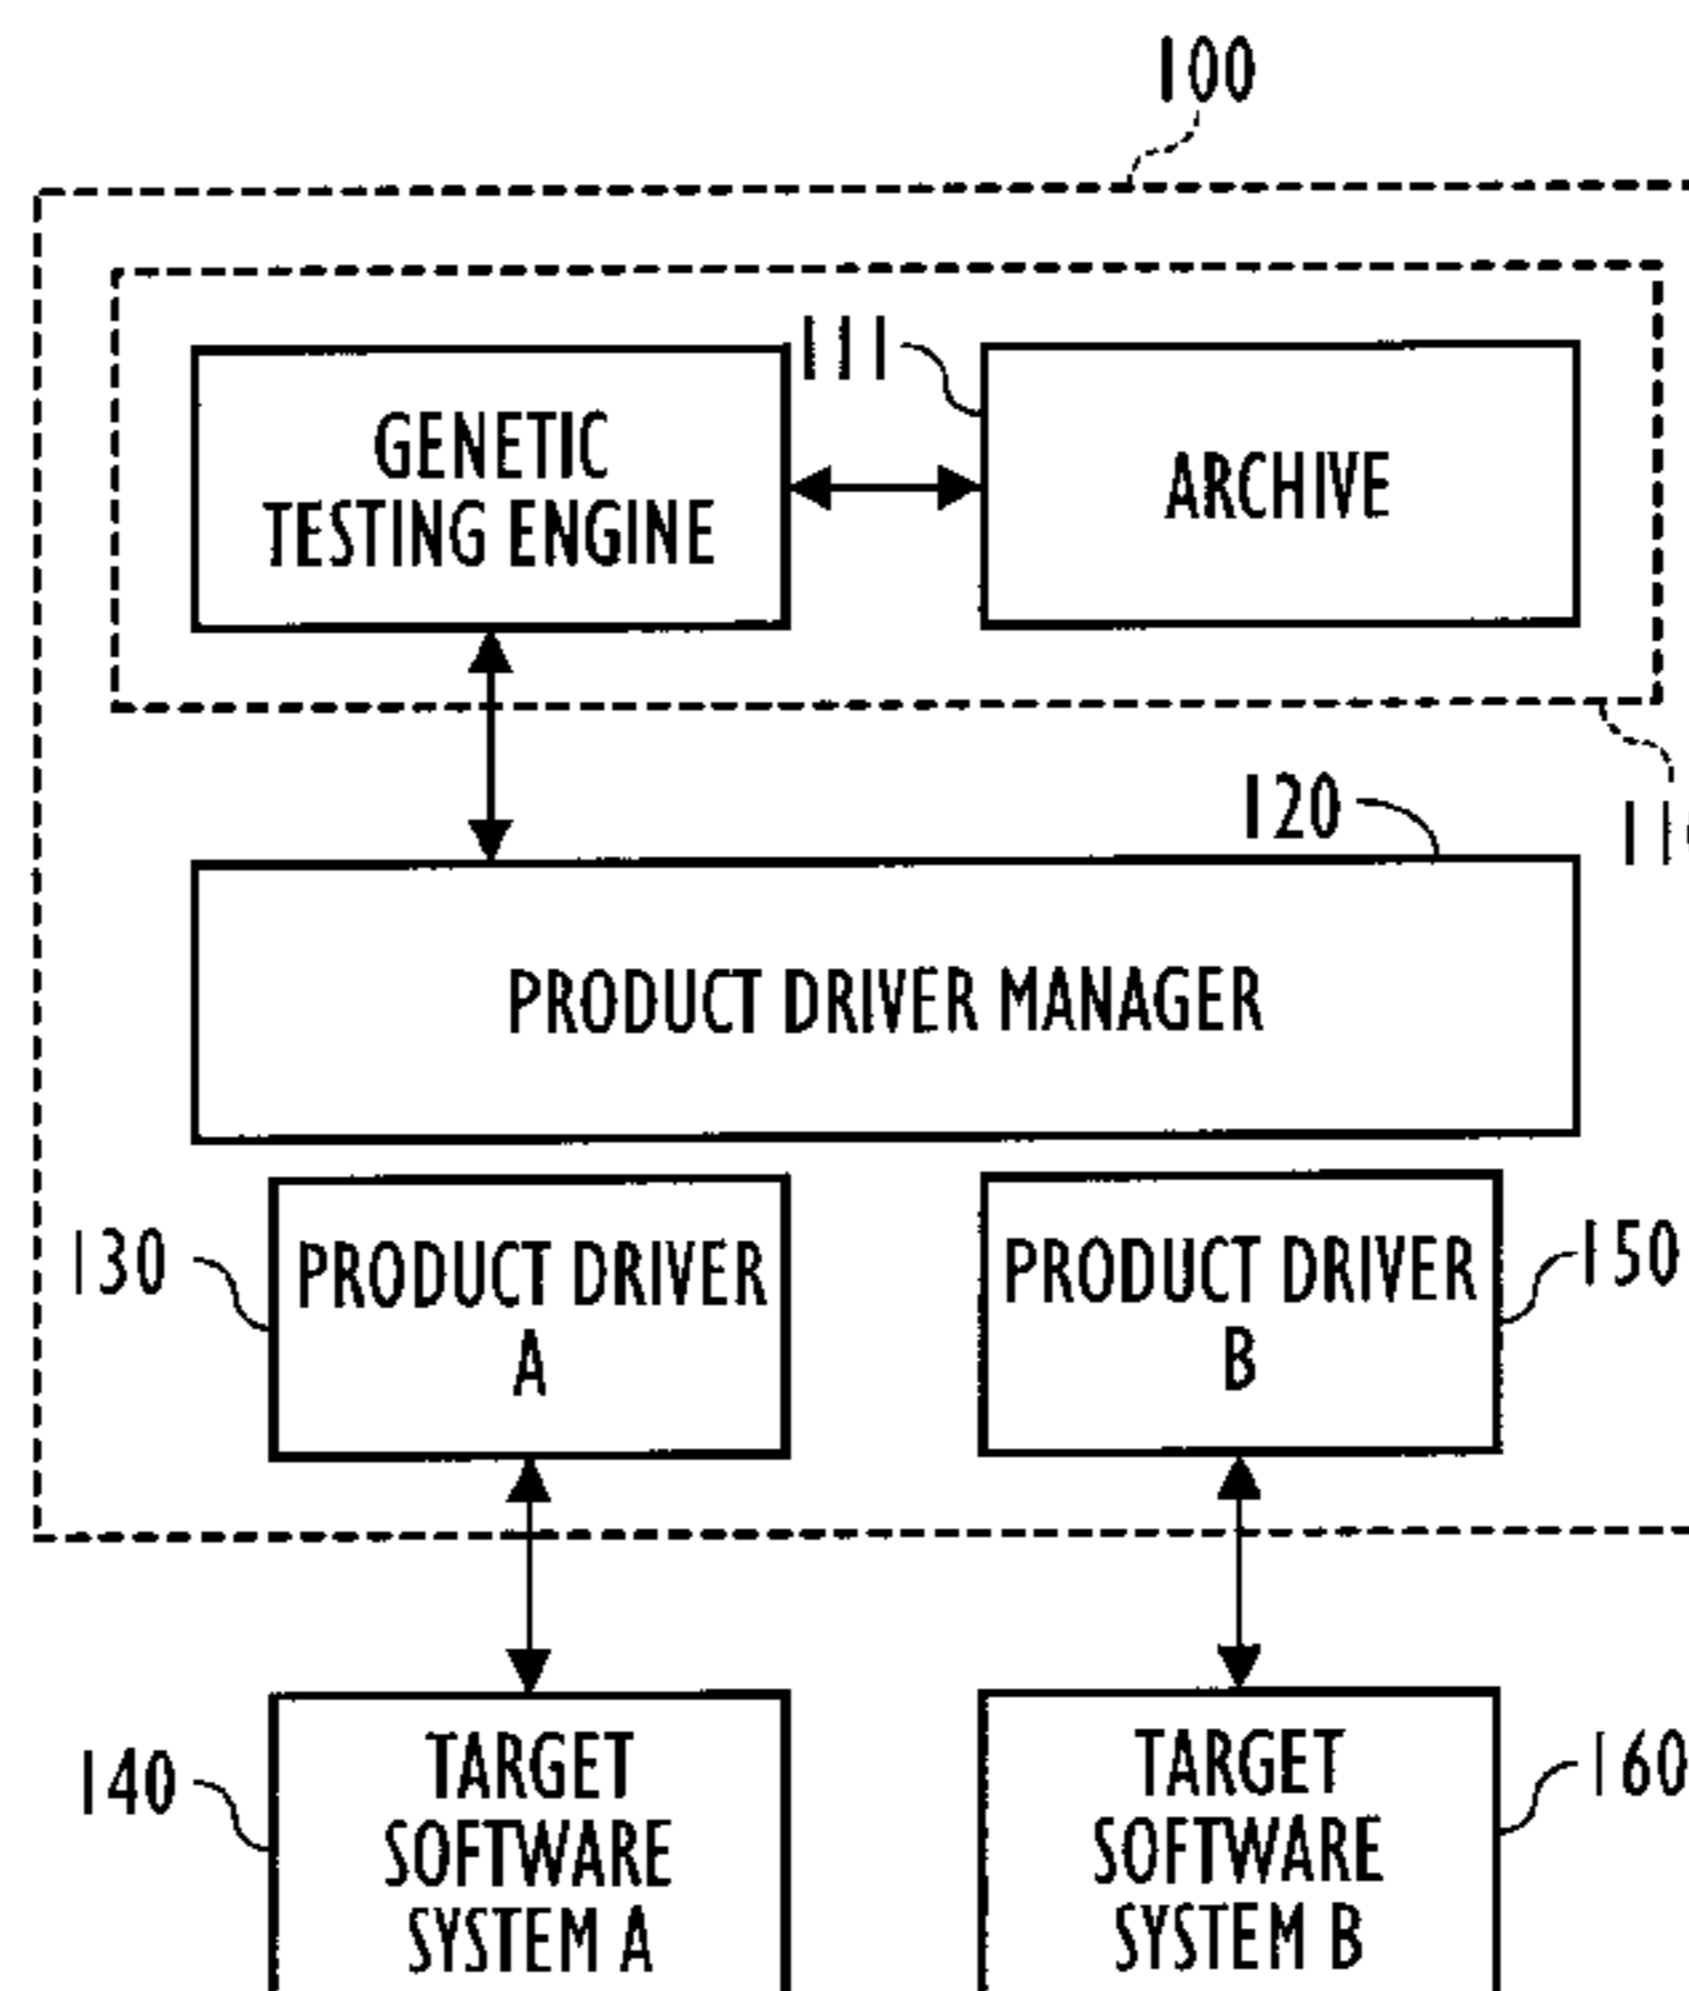 100
GENETIC
TESTING ENGINE
111
ARCHIVE
120
PRODUCT DRIVER MANAGER
130
PRODUCT DRIVER
A
PRODUCT DRIVER
B
150
140
TARGET
SOFTWARE
SYSTEM A
TARGET
SOFTWARE
SYSTEM B
160